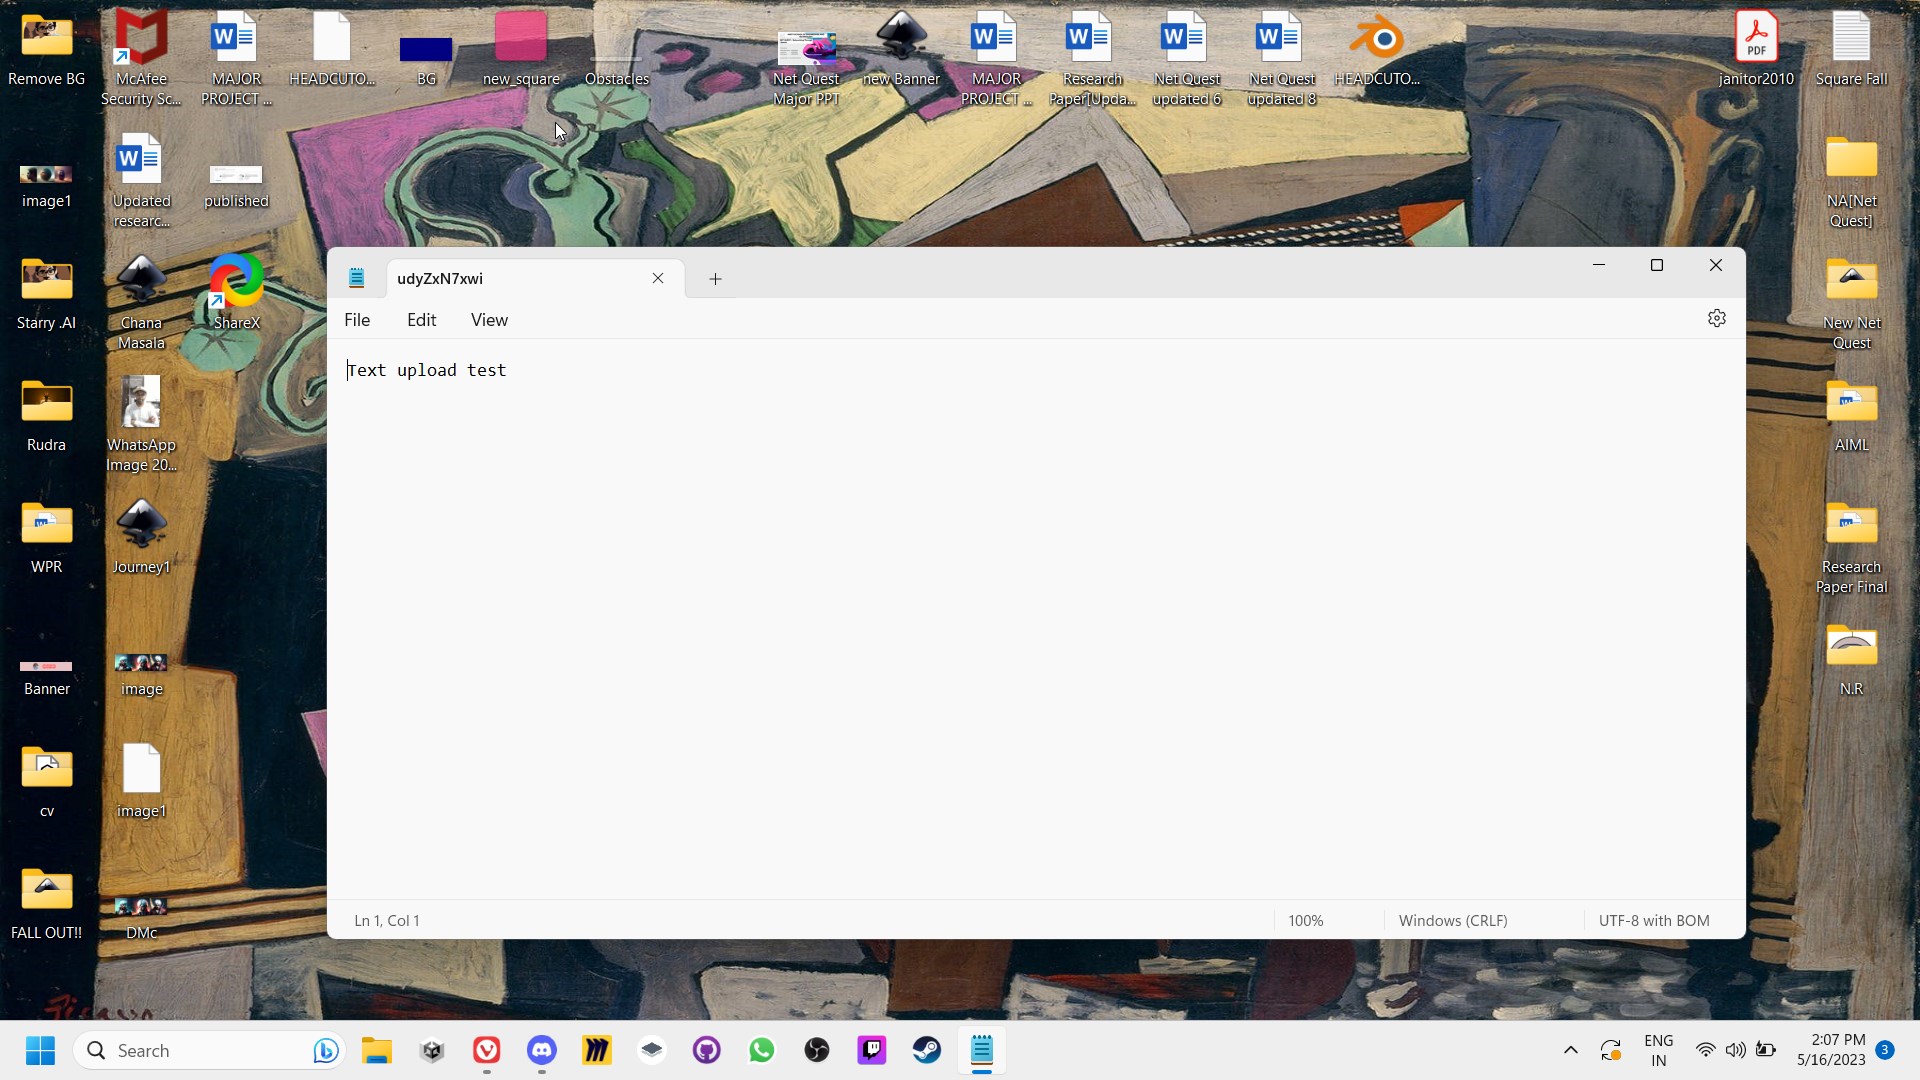 Remove BG
McAfee
Security Sc...
MAJOR
PROJECT ...
HEADCUTO...
BG
new_square
Obstacles
Net Quest
Major PPT
new Banner
MAJOR
PROJECT ...
Research
Paper[Upda...
Net Quest
updated 6
Net Quest
updated 8
HEADCUTO...
PDF
janitor2010
Square Fall
image1
Updated
researc...
published
NA[Net
Quest]
Starry .AI
Chana
Masala
ShareX
New Net
Quest
Rudra
WhatsApp
Image 20...
AIML
WPR
Journey1
Research
Paper Final
Banner
image
N.R
cv
image1
FALL OUT!!
DMc
udyZxN7xwi
File
Edit
View
Text upload test
Ln 1, Col 1
100%
Windows (CRLF)
UTF-8 with BOM
Picasso
Search
ENG
IN
2:07 PM
5/16/2023
3